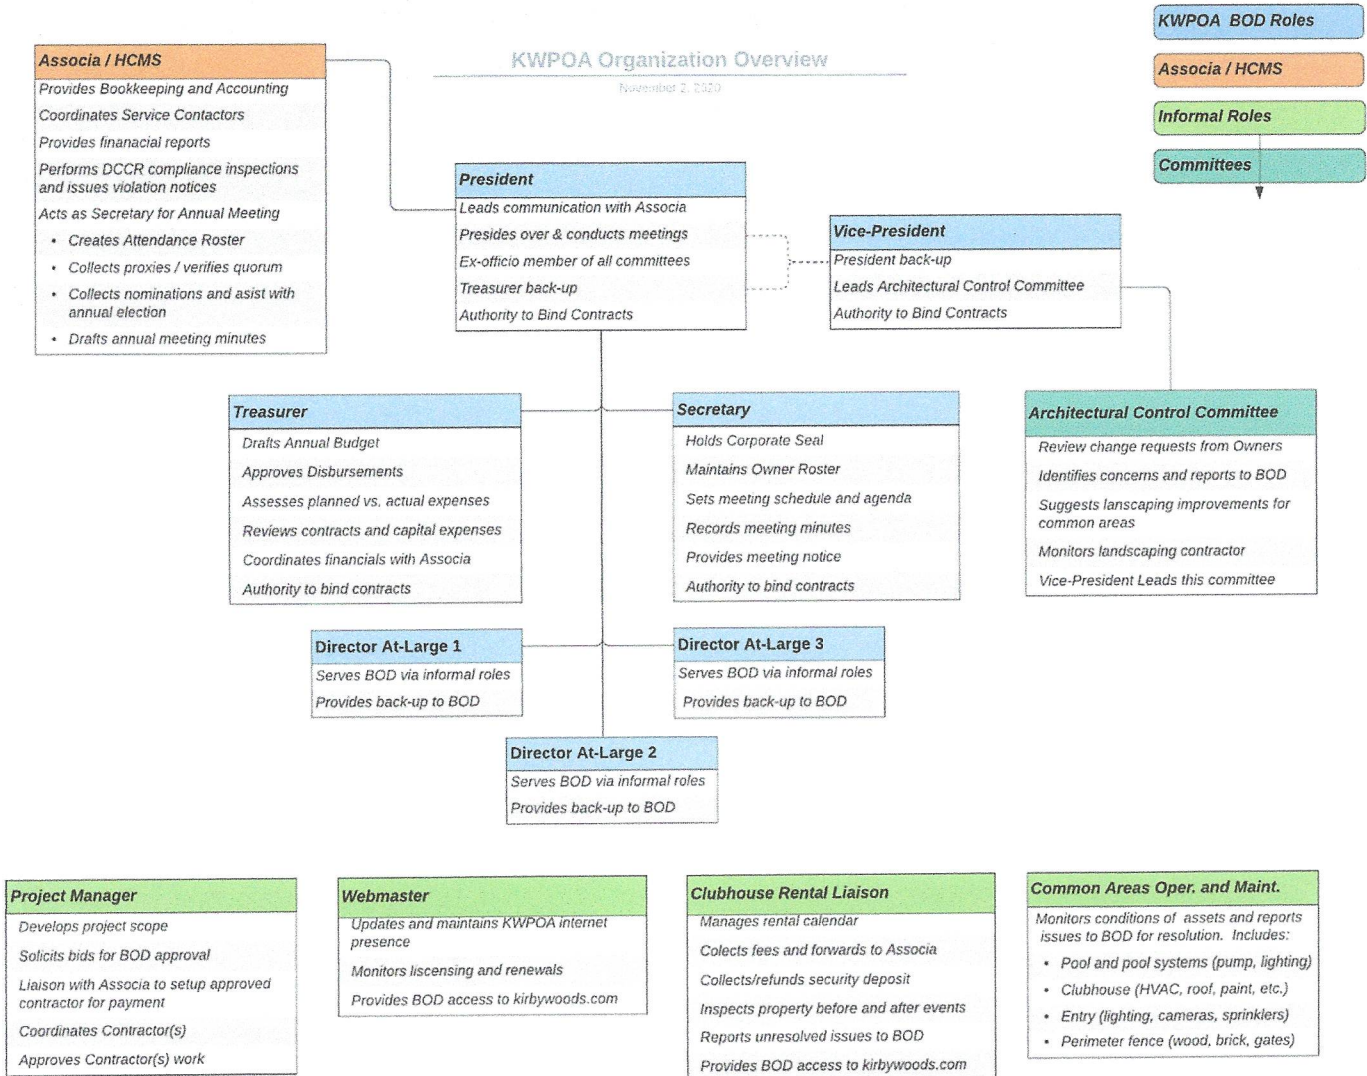 KWPOA Organization Overview
November 2, 2020
KWPOA BOD Roles
Associa / HCMS
Informal Roles
Committees
Associa / HCMS
Provides Bookkeeping and Accounting
Coordinates Service Contactors
Provides finanacial reports
Performs DCCR compliance inspections
and issues violation notices
Acts as Secretary for Annual Meeting
• Creates Attendance Roster
• Collects proxies / verifies quorum
• Collects nominations and asist with
annual election
• Drafts annual meeting minutes
President
Leads communication with Associa
Presides over & conducts meetings
Ex-officio member of all committees
Treasurer back-up
Authority to Bind Contracts
Vice-President
President back-up
Leads Architectural Control Committee
Authority to Bind Contracts
Treasurer
Drafts Annual Budget
Approves Disbursements
Assesses planned vs. actual expenses
Reviews contracts and capital expenses
Coordinates financials with Associa
Authority to bind contracts
Secretary
Holds Corporate Seal
Maintains Owner Roster
Sets meeting schedule and agenda
Records meeting minutes
Provides meeting notice
Authority to bind contracts
Architectural Control Committee
Review change requests from Owners
Identifies concerns and reports to BOD
Suggests lanscaping improvements for
common areas
Monitors landscaping contractor
Vice-President Leads this committee
Director At-Large 1
Serves BOD via informal roles
Provides back-up to BOD
Director At-Large 3
Serves BOD via informal roles
Provides back-up to BOD
Director At-Large 2
Serves BOD via informal roles
Provides back-up to BOD
Project Manager
Develops project scope
Solicits bids for BOD approval
Liaison with Associa to setup approved
contractor for payment
Coordinates Contractor(s)
Approves Contractor(s) work
Webmaster
Updates and maintains KWPOA internet
presence
Monitors liscensing and renewals
Provides BOD access to kirbywoods.com
Clubhouse Rental Liaison
Manages rental calendar
Colects fees and forwards to Associa
Collects/refunds security deposit
Inspects property before and after events
Reports unresolved issues to BOD
Provides BOD access to kirbywoods.com
Common Areas Oper. and Maint.
Monitors conditions of assets and reports
issues to BOD for resolution. Includes:
• Pool and pool systems (pump, lighting)
• Clubhouse (HVAC, roof, paint, etc.)
• Entry (lighting, cameras, sprinklers)
• Perimeter fence (wood, brick, gates)